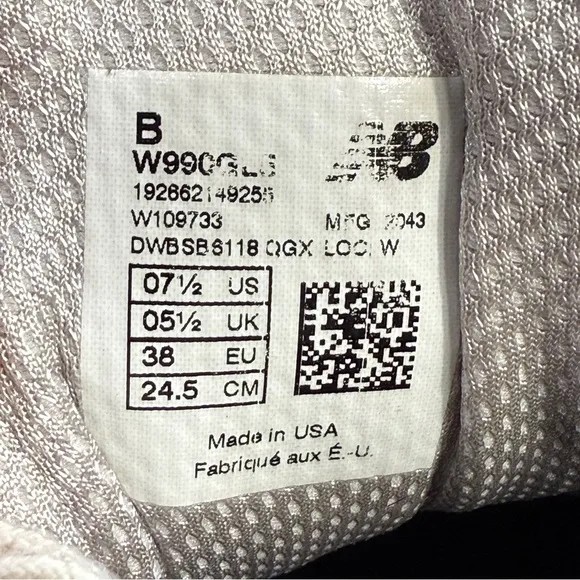 B
W990GL5
NB
192662149255
W109733 MFG 2043
DWBSB6118 QGX LOC. W
07½ US
05½ UK
38 EU
24.5 CM
Made in USA
Fabriqué aux É.-U.